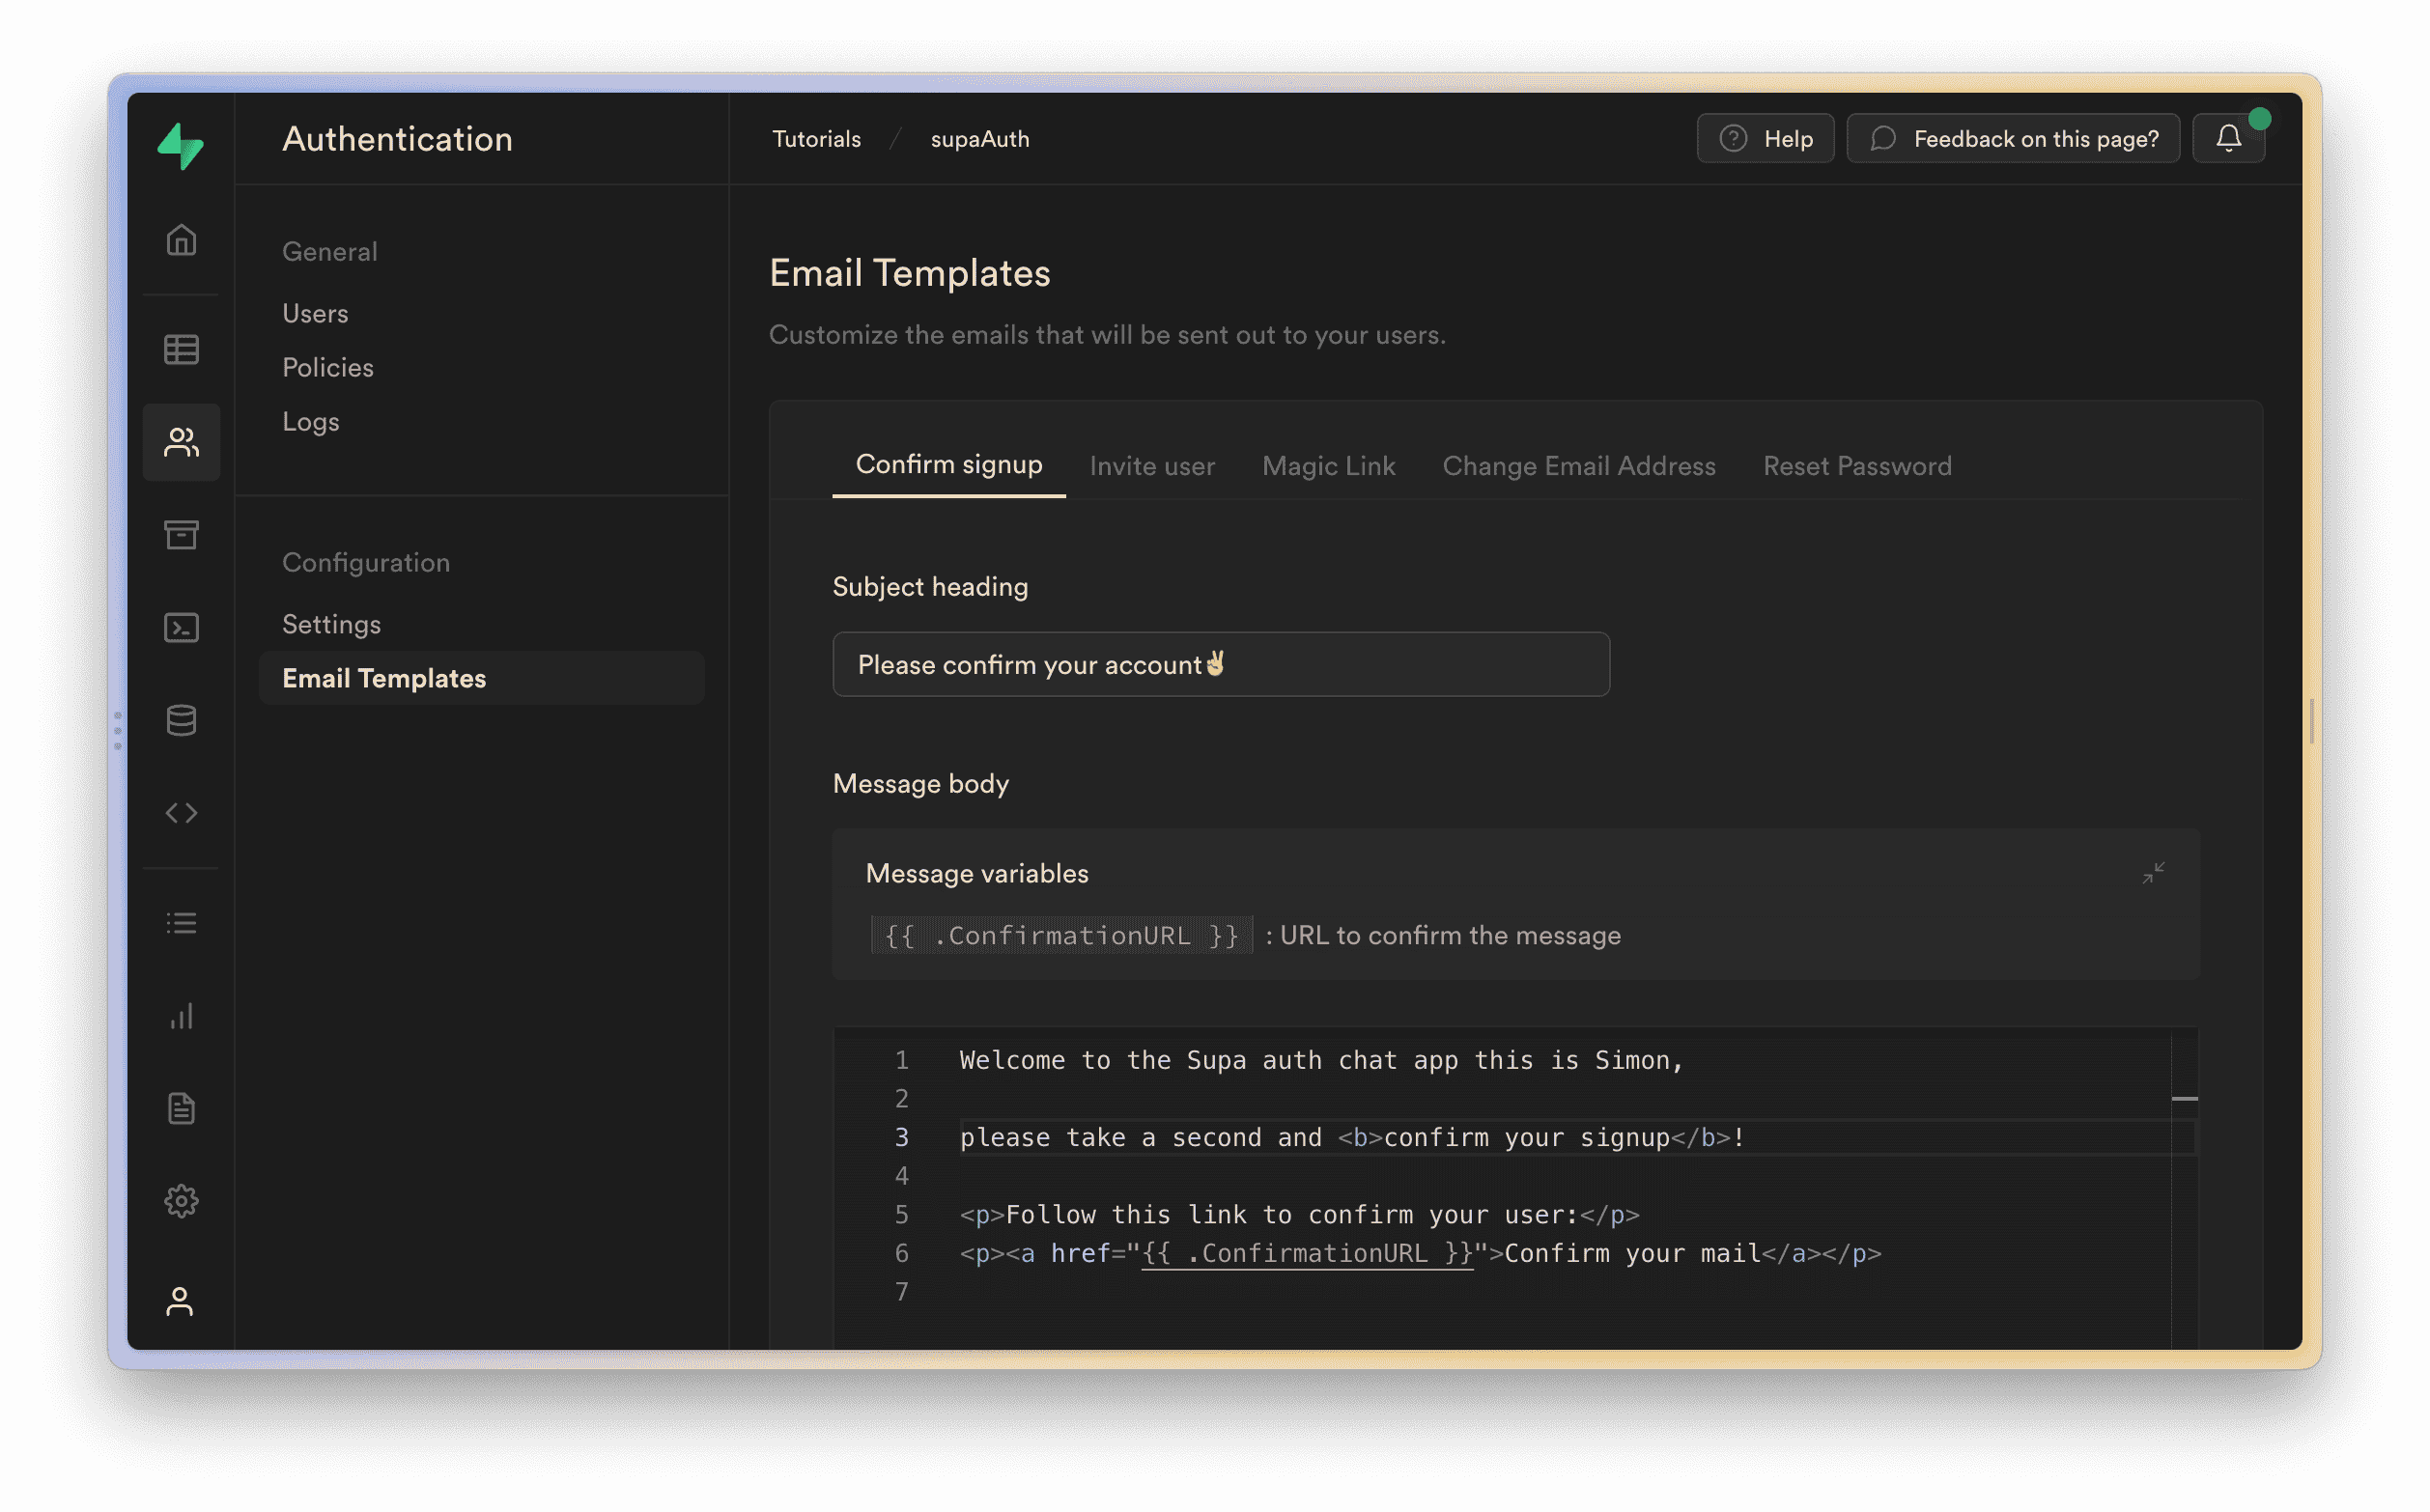 Authentication
Tutorials / supaAuth
Help
Feedback on this page?
General
Users
Policies
Logs
Configuration
Settings
Email Templates
Email Templates
Customize the emails that will be sent out to your users.
Confirm signup Invite user Magic Link Change Email Address Reset Password
Subject heading
Please confirm your account✌️
Message body
Message variables
{{ .ConfirmationURL }} : URL to confirm the message
1 Welcome to the Supa auth chat app this is Simon,
2
3 please take a second and <b>confirm your signup</b>!
4
5 <p>Follow this link to confirm your user:</p>
6 <p><a href="{{ .ConfirmationURL }}">Confirm your mail</a></p>
7